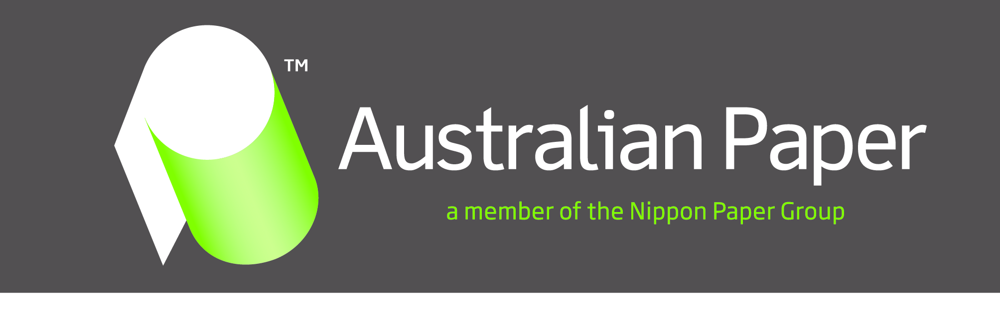 TM
Australian Paper
a member of the Nippon Paper Group